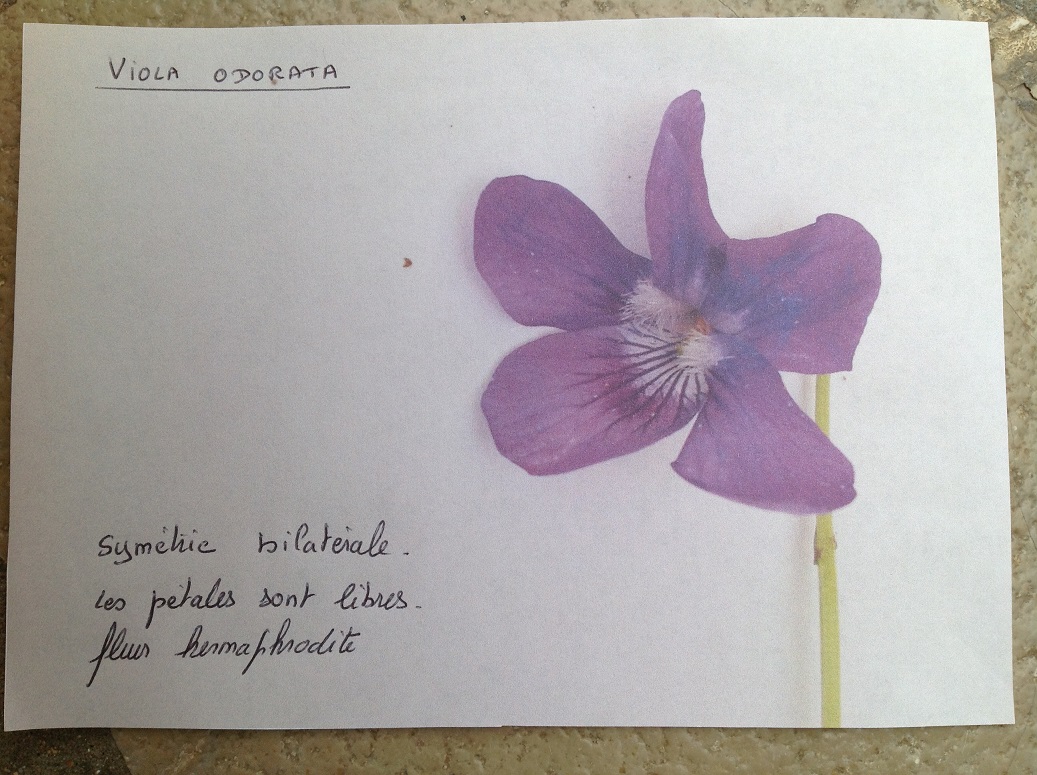 VIOLA ODORATA
Symétrie bilatérale.
Les pétales sont libres.
fleur hermaphrodite